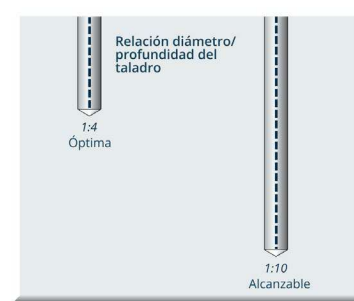 Relación diámetro/
profundidad del
taladro
1:4
Óptima
1:10
Alcanzable